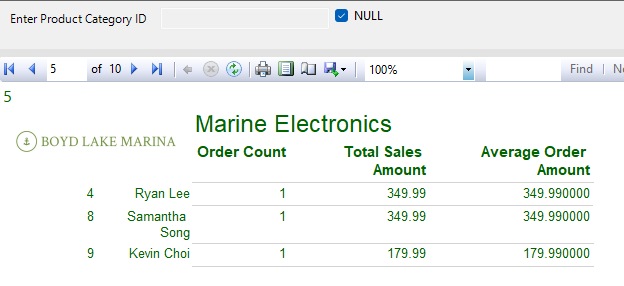 Enter Product Category ID NULL
5 of 10 100% Find | N
5
Marine Electronics
BOYD LAKE MARINA
Order Count Total Sales Average Order
Amount Amount
4 Ryan Lee 1 349.99 349.990000
8 Samantha 1 349.99 349.990000
Song
9 Kevin Choi 1 179.99 179.990000